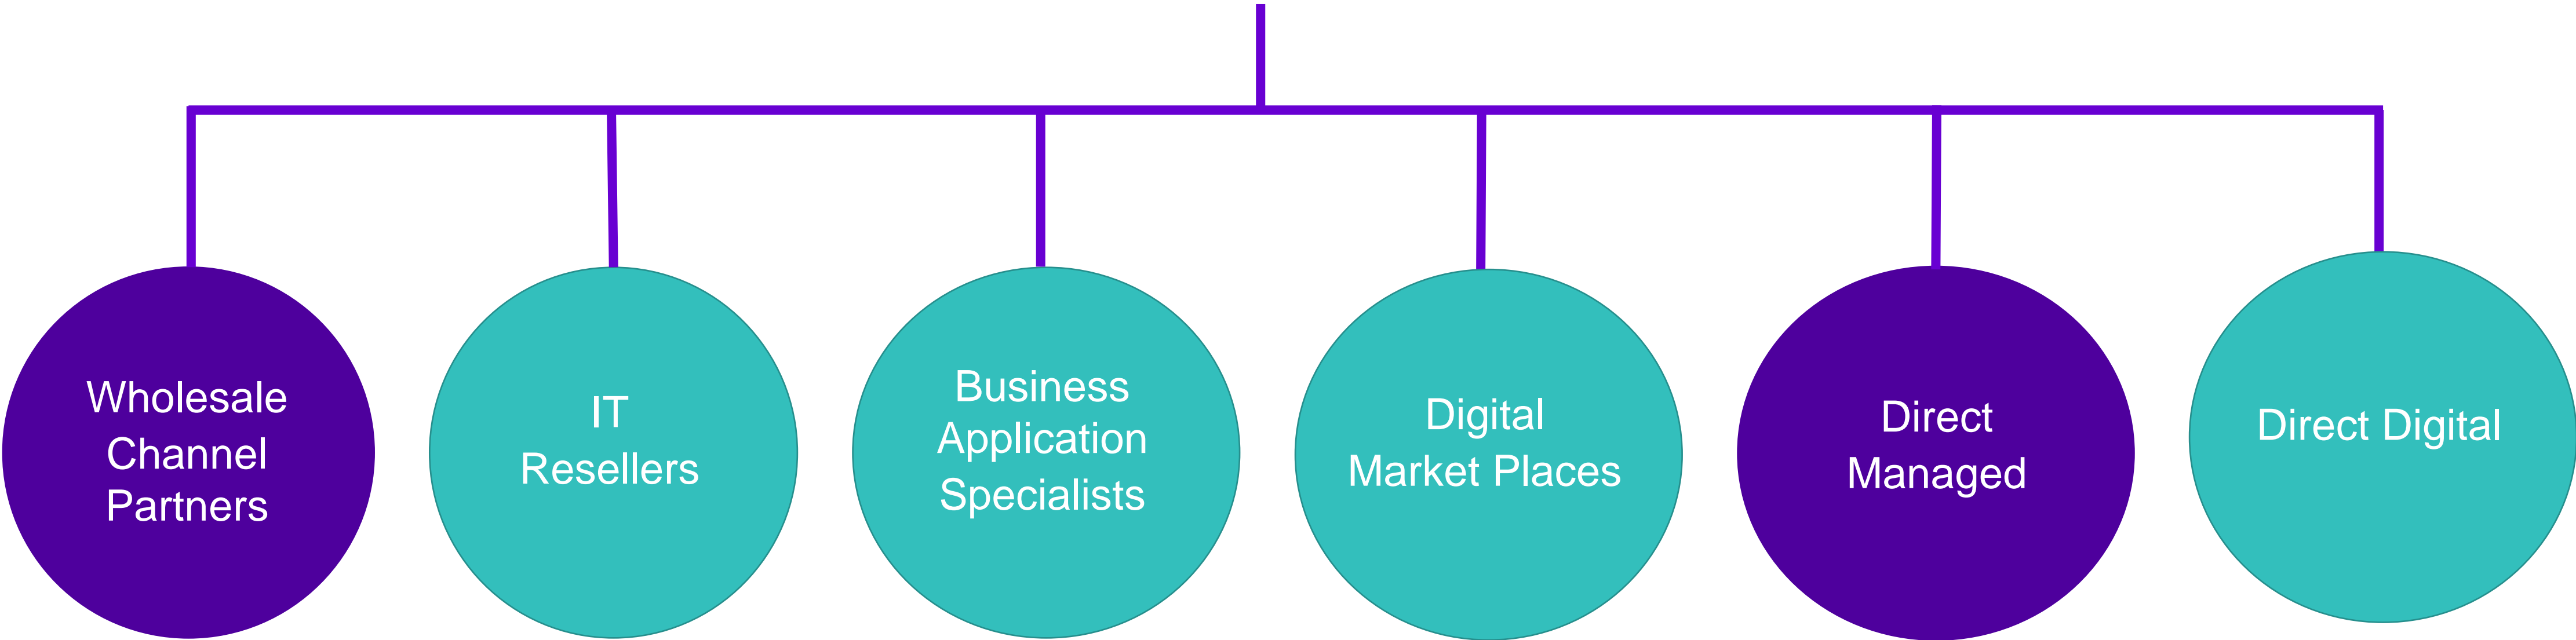 Wholesale
Channel
Partners
IT
Resellers
Business
Application
Specialists
Digital
Market Places
Direct
Managed
Direct Digital